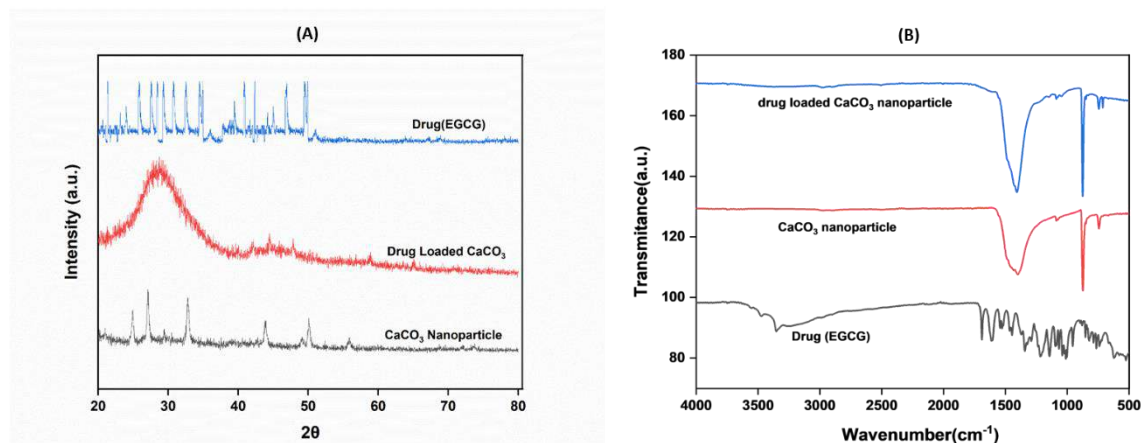 (A)
Intensity (a.u.)
Drug(EGCG)
Drug Loaded CaCO₃
CaCO₃ Nanoparticle
20 30 40 50 60 70 80
2θ
(B)
Transmitance(a.u.)
180
160
140
120
100
80
drug loaded CaCO₃ nanoparticle
CaCO₃ nanoparticle
Drug (EGCG)
4000 3500 3000 2500 2000 1500 1000 500
Wavenumber(cm⁻¹)